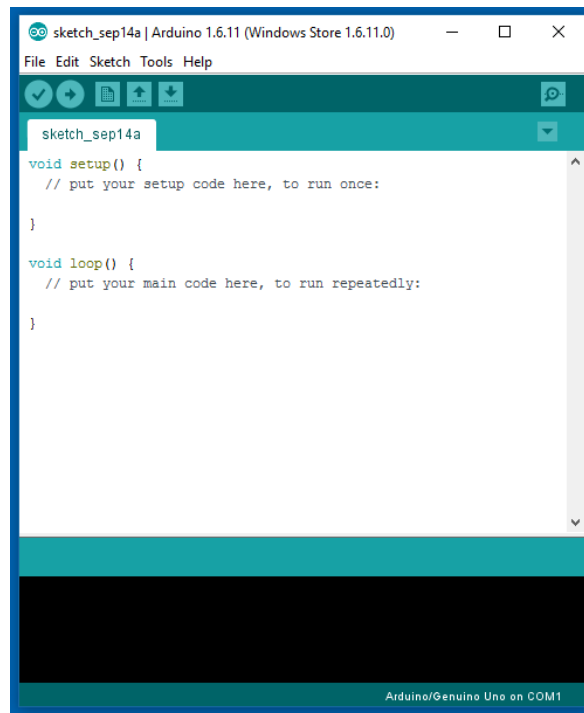 sketch_sep14a | Arduino 1.6.11 (Windows Store 1.6.11.0)
File Edit Sketch Tools Help
sketch_sep14a
void setup() {
  // put your setup code here, to run once:
}
void loop() {
  // put your main code here, to run repeatedly:
}
Arduino/Genuino Uno on COM1